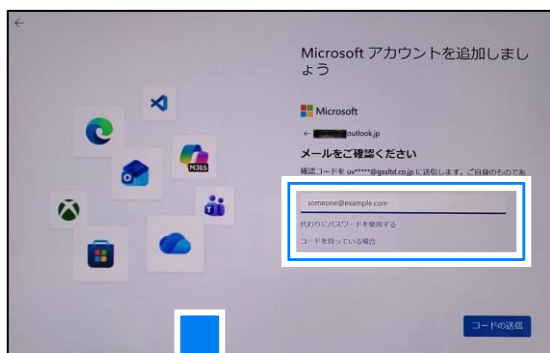 ←
Microsoft アカウントを追加しまし
ょう
Microsoft
← outlook.jp
メールをご確認ください
確認コードを uv*****@gssltd.co.jp に送信します。ご自身のものであ
someone@example.com
代わりにパスワードを使用する
コードを持っている場合
M365
コードの送信